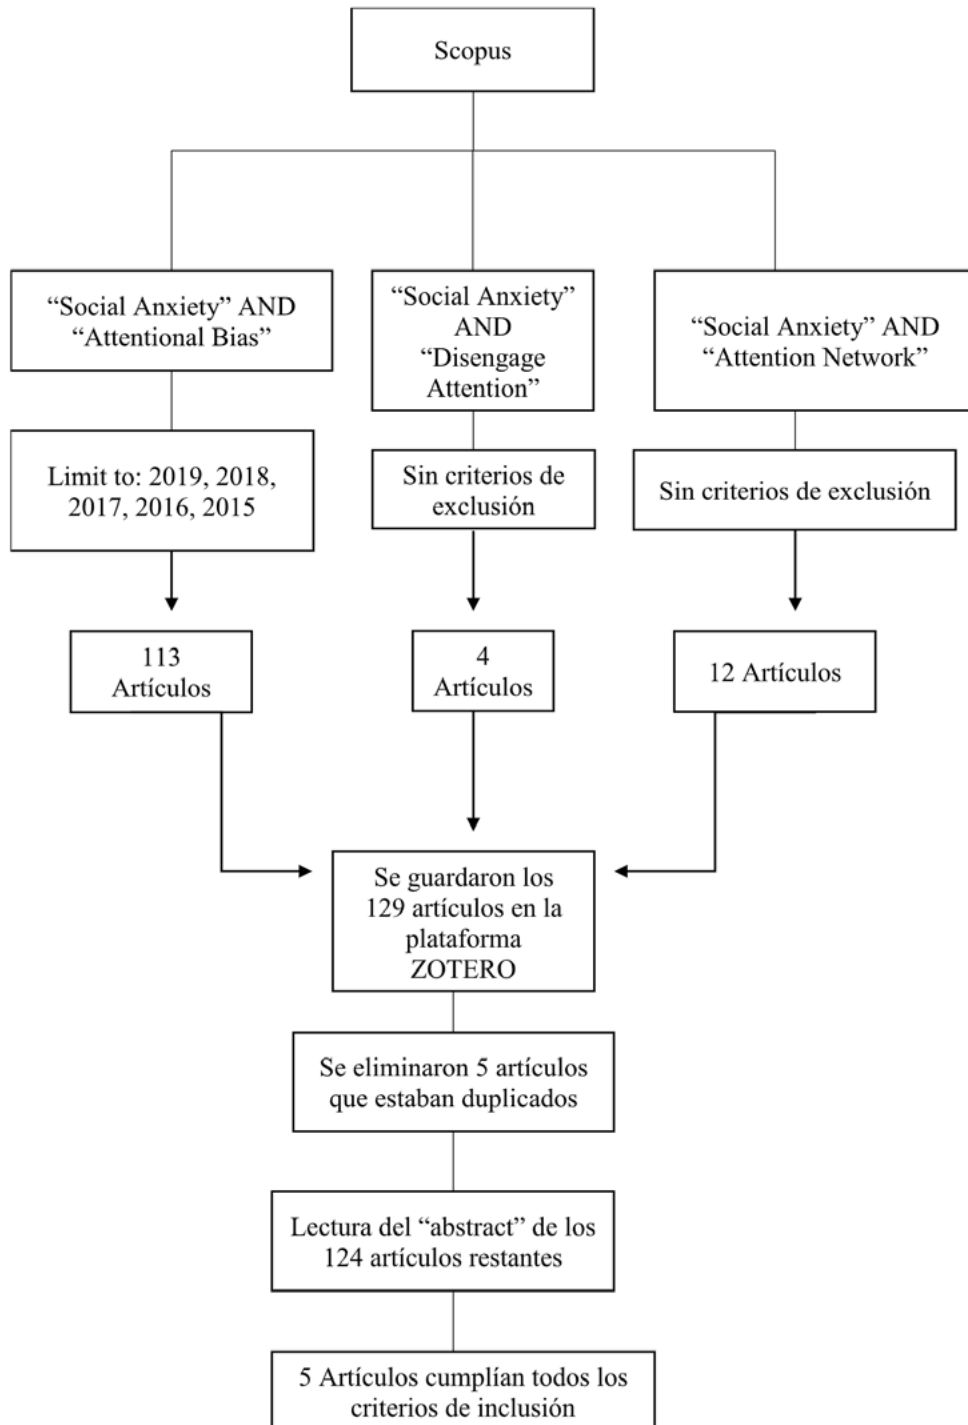 Scopus
“Social Anxiety” AND
“Attentional Bias”
“Social Anxiety”
AND
“Disengage
Attention”
“Social Anxiety” AND
“Attention Network”
Limit to: 2019, 2018,
2017, 2016, 2015
Sin criterios de
exclusión
Sin criterios de exclusión
113
Artículos
4
Artículos
12 Artículos
Se guardaron los
129 artículos en la
plataforma
ZOTERO
Se eliminaron 5 artículos
que estaban duplicados
Lectura del “abstract” de los
124 artículos restantes
5 Artículos cumplían todos los
criterios de inclusión